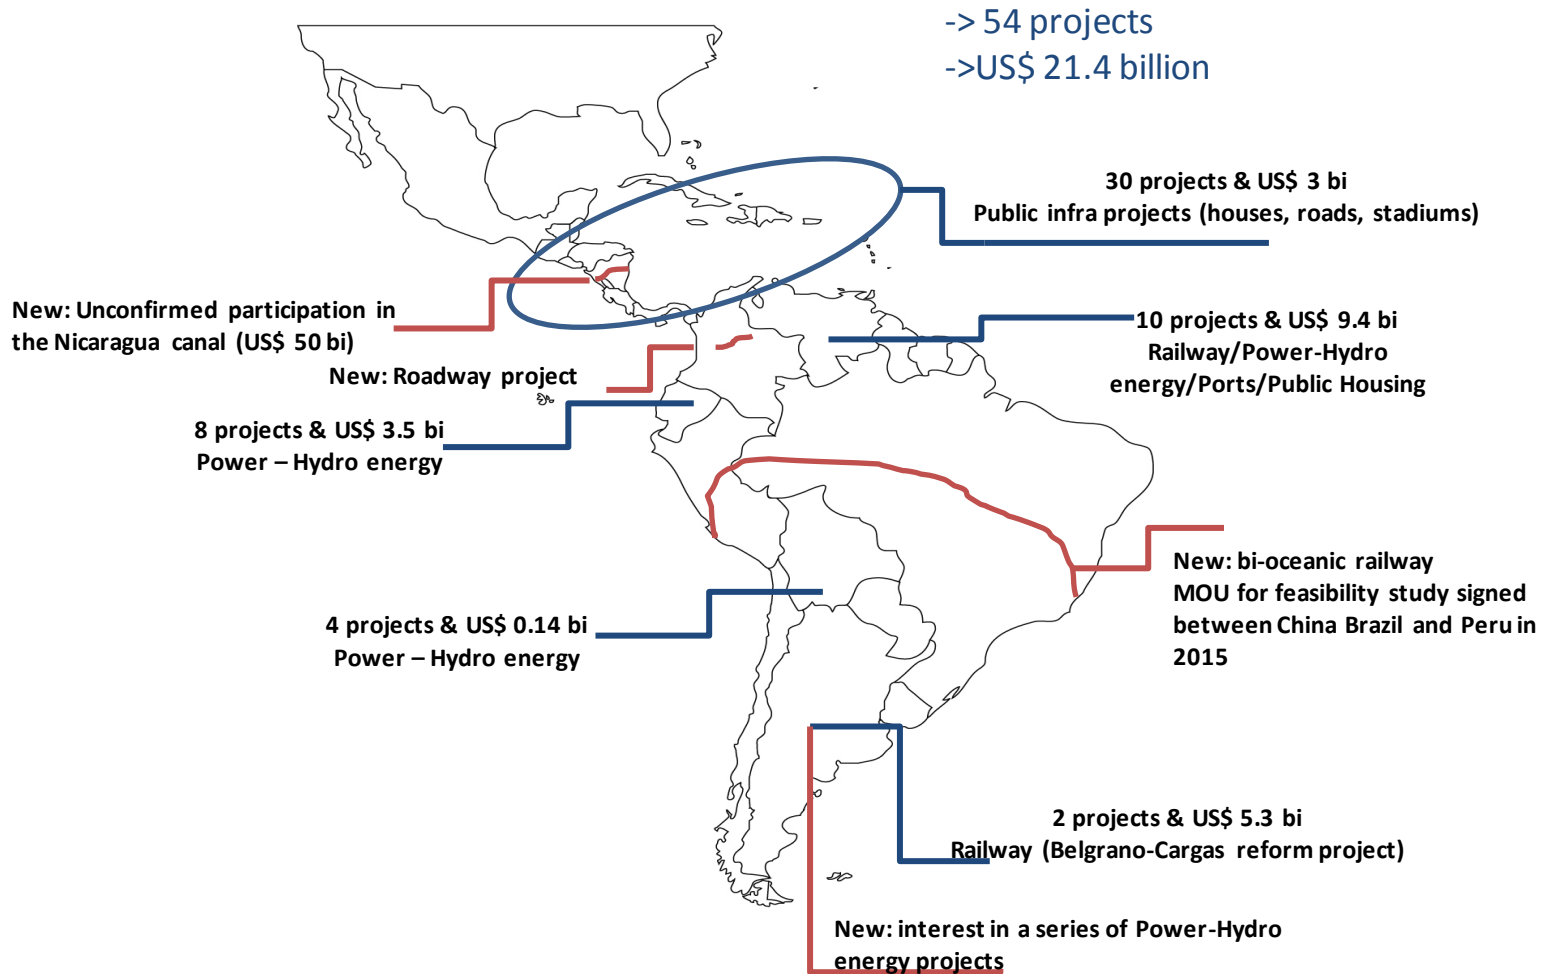 -> 54 projects
->US$ 21.4 billion
30 projects & US$ 3 bi
Public infra projects (houses, roads, stadiums)
New: Unconfirmed participation in
the Nicaragua canal (US$ 50 bi)
10 projects & US$ 9.4 bi
Railway/Power-Hydro
energy/Ports/Public Housing
New: Roadway project
8 projects & US$ 3.5 bi
Power – Hydro energy
New: bi-oceanic railway
MOU for feasibility study signed
between China Brazil and Peru in
2015
4 projects & US$ 0.14 bi
Power – Hydro energy
2 projects & US$ 5.3 bi
Railway (Belgrano-Cargas reform project)
New: interest in a series of Power-Hydro
energy projects